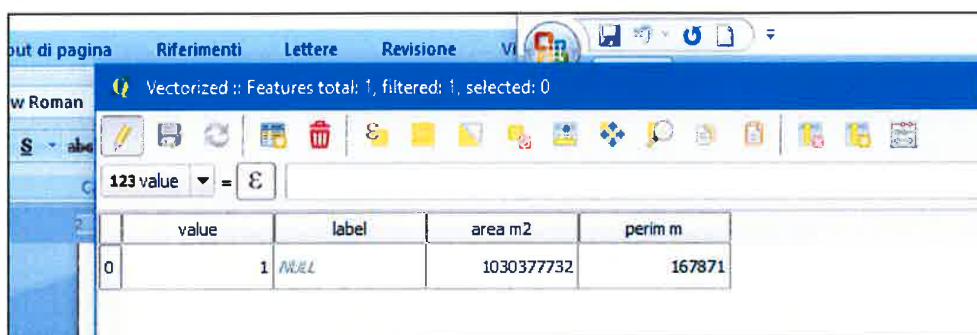 out di pagina Riferimenti Lettere Revisione
w Roman
Vectorized :: Features total: 1, filtered: 1, selected: 0
S abc
123 value = ε
value label area m2 perim m
0 1 NULL 1030377732 167871